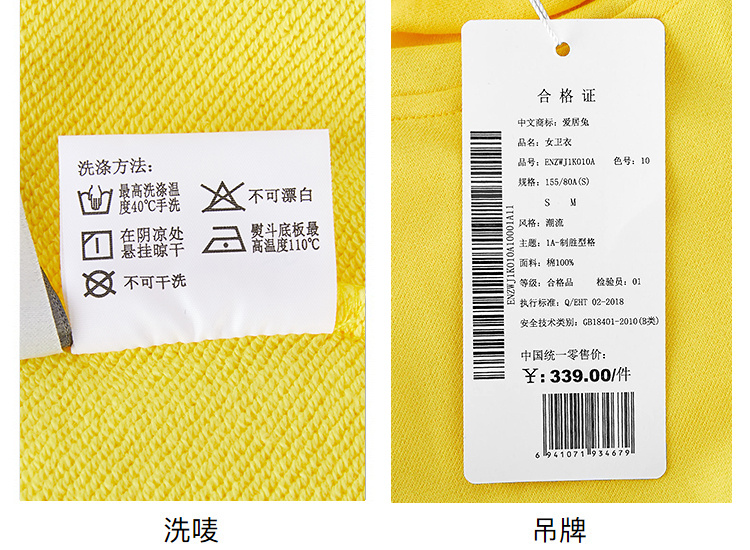 洗涤方法:
最高洗涤温
度40℃手洗
不可漂白
在阴凉处
悬挂晾干
熨斗底板最
高温度110℃
不可干洗
合格证
中文商标: 爱居兔
品名: 女卫衣
品号: ENZWJ1K010A 色号: 10
规格: 155/80A(S)
S M
风格: 潮流
主题: 1A-制胜型格
面料: 棉100%
等级: 合格品 检验员: 01
执行标准: Q/EHT 02-2018
安全技术类别: GB18401-2010(B类)
中国统一零售价:
¥: 339.00/件
6 941071 934679
ENZWJ1K010A10001A11
洗唛
吊牌